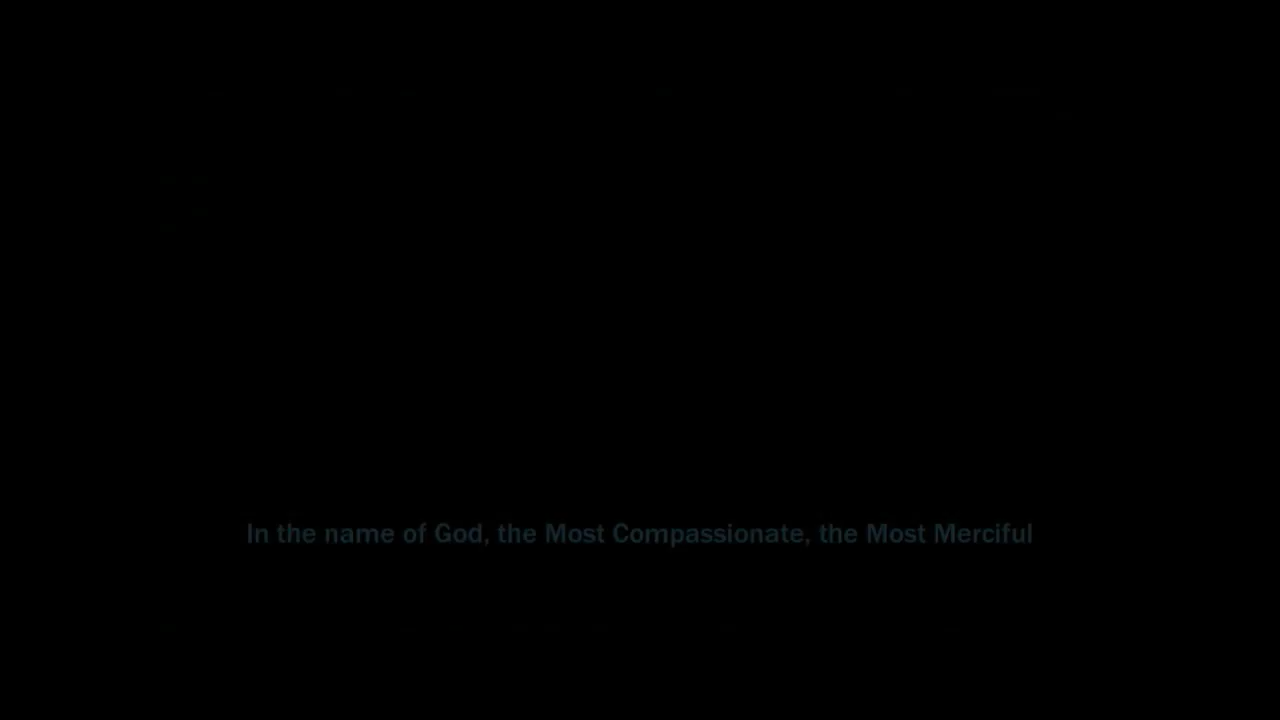 In the name of God, the Most Compassionate, the Most Merciful